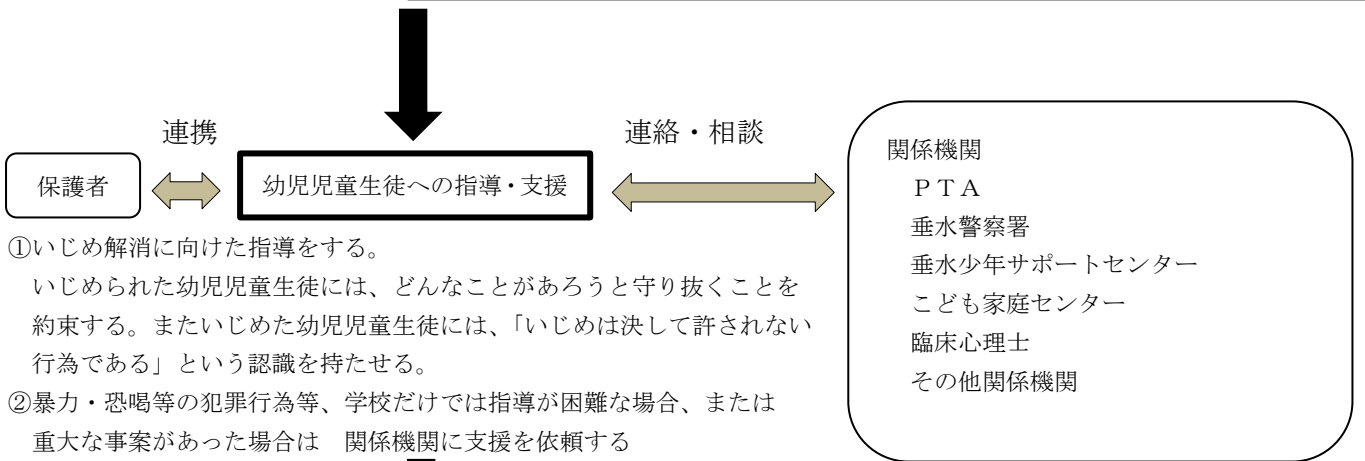 連携
連絡・相談
保護者
幼児児童生徒への指導・支援
関係機関
ＰＴＡ
垂水警察署
垂水少年サポートセンター
こども家庭センター
臨床心理士
その他関係機関
①いじめ解消に向けた指導をする。
いじめられた幼児児童生徒には、どんなことがあろうと守り抜くことを
約束する。またいじめた幼児児童生徒には、「いじめは決して許されない
行為である」という認識を持たせる。
②暴力・恐喝等の犯罪行為等、学校だけでは指導が困難な場合、または
重大な事案があった場合は　関係機関に支援を依頼する